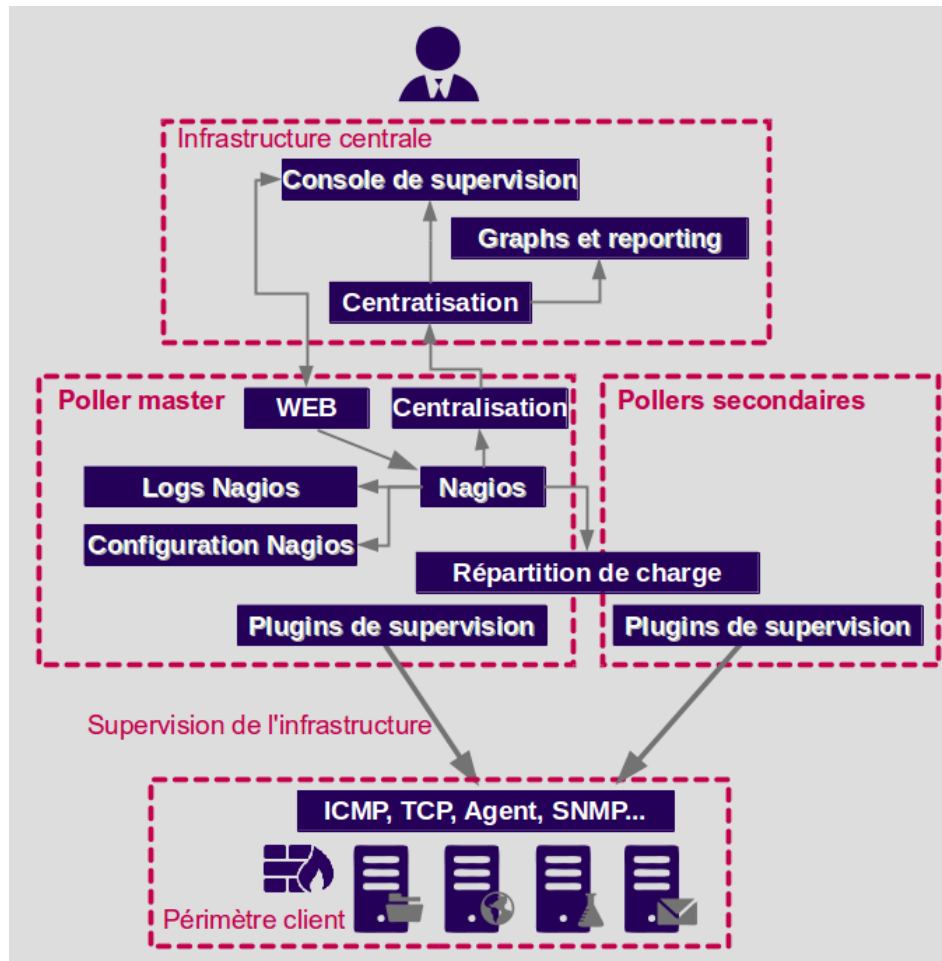 Infrastructure centrale
Console de supervision
Graphs et reporting
Centratisation
Poller master
WEB
Centralisation
Pollers secondaires
Logs Nagios
Nagios
Configuration Nagios
Répartition de charge
Plugins de supervision
Plugins de supervision
Supervision de l'infrastructure
ICMP, TCP, Agent, SNMP...
Périmètre client